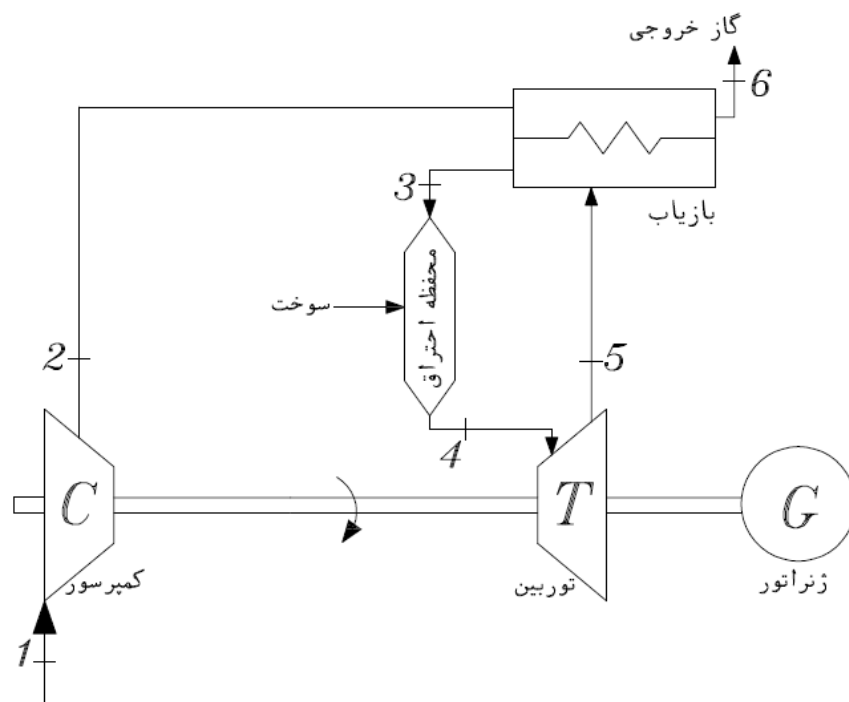 گاز خروجی
6
بازیاب
3
محفظه احتراق
سوخت
2
5
4
C
T
G
کمپرسور
توربین
ژنراتور
1